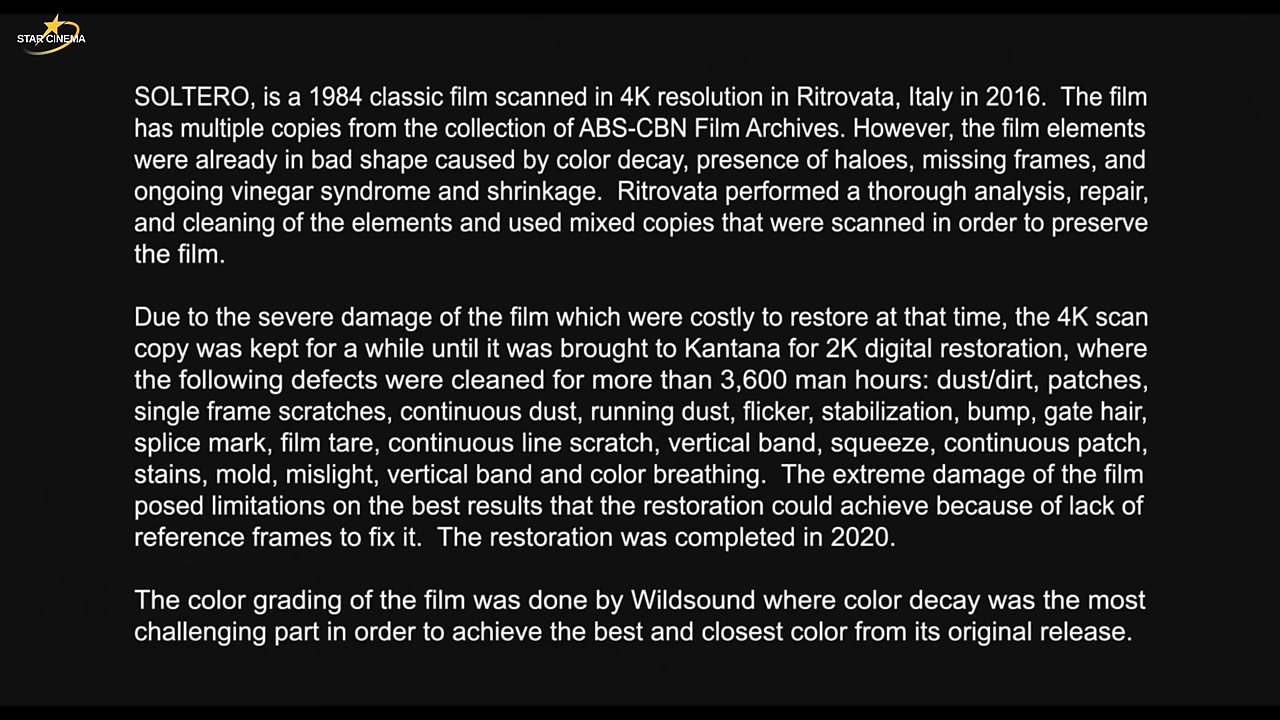 STAR CINEMA
SOLTERO, is a 1984 classic film scanned in 4K resolution in Ritrovata, Italy in 2016.  The film
has multiple copies from the collection of ABS-CBN Film Archives. However, the film elements
were already in bad shape caused by color decay, presence of haloes, missing frames, and
ongoing vinegar syndrome and shrinkage.  Ritrovata performed a thorough analysis, repair,
and cleaning of the elements and used mixed copies that were scanned in order to preserve
the film.
Due to the severe damage of the film which were costly to restore at that time, the 4K scan
copy was kept for a while until it was brought to Kantana for 2K digital restoration, where
the following defects were cleaned for more than 3,600 man hours: dust/dirt, patches,
single frame scratches, continuous dust, running dust, flicker, stabilization, bump, gate hair,
splice mark, film tare, continuous line scratch, vertical band, squeeze, continuous patch,
stains, mold, mislight, vertical band and color breathing.  The extreme damage of the film
posed limitations on the best results that the restoration could achieve because of lack of
reference frames to fix it.  The restoration was completed in 2020.
The color grading of the film was done by Wildsound where color decay was the most
challenging part in order to achieve the best and closest color from its original release.